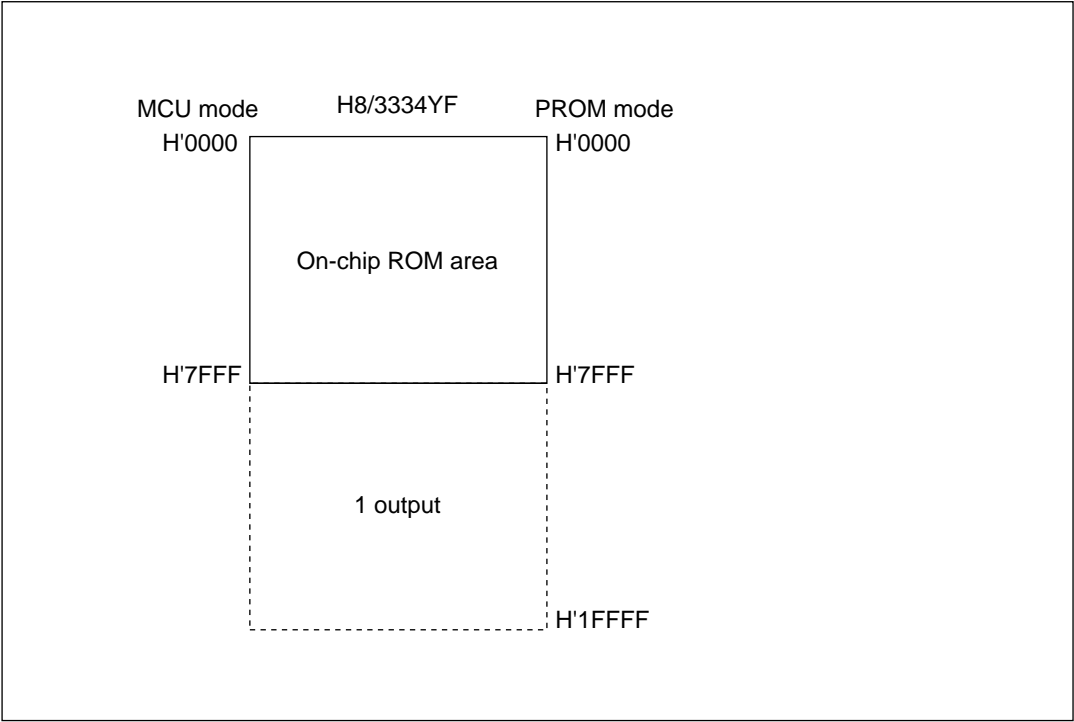 MCU mode H8/3334YF PROM mode
H'0000 H'0000
On-chip ROM area
H'7FFF H'7FFF
1 output
H'1FFFF